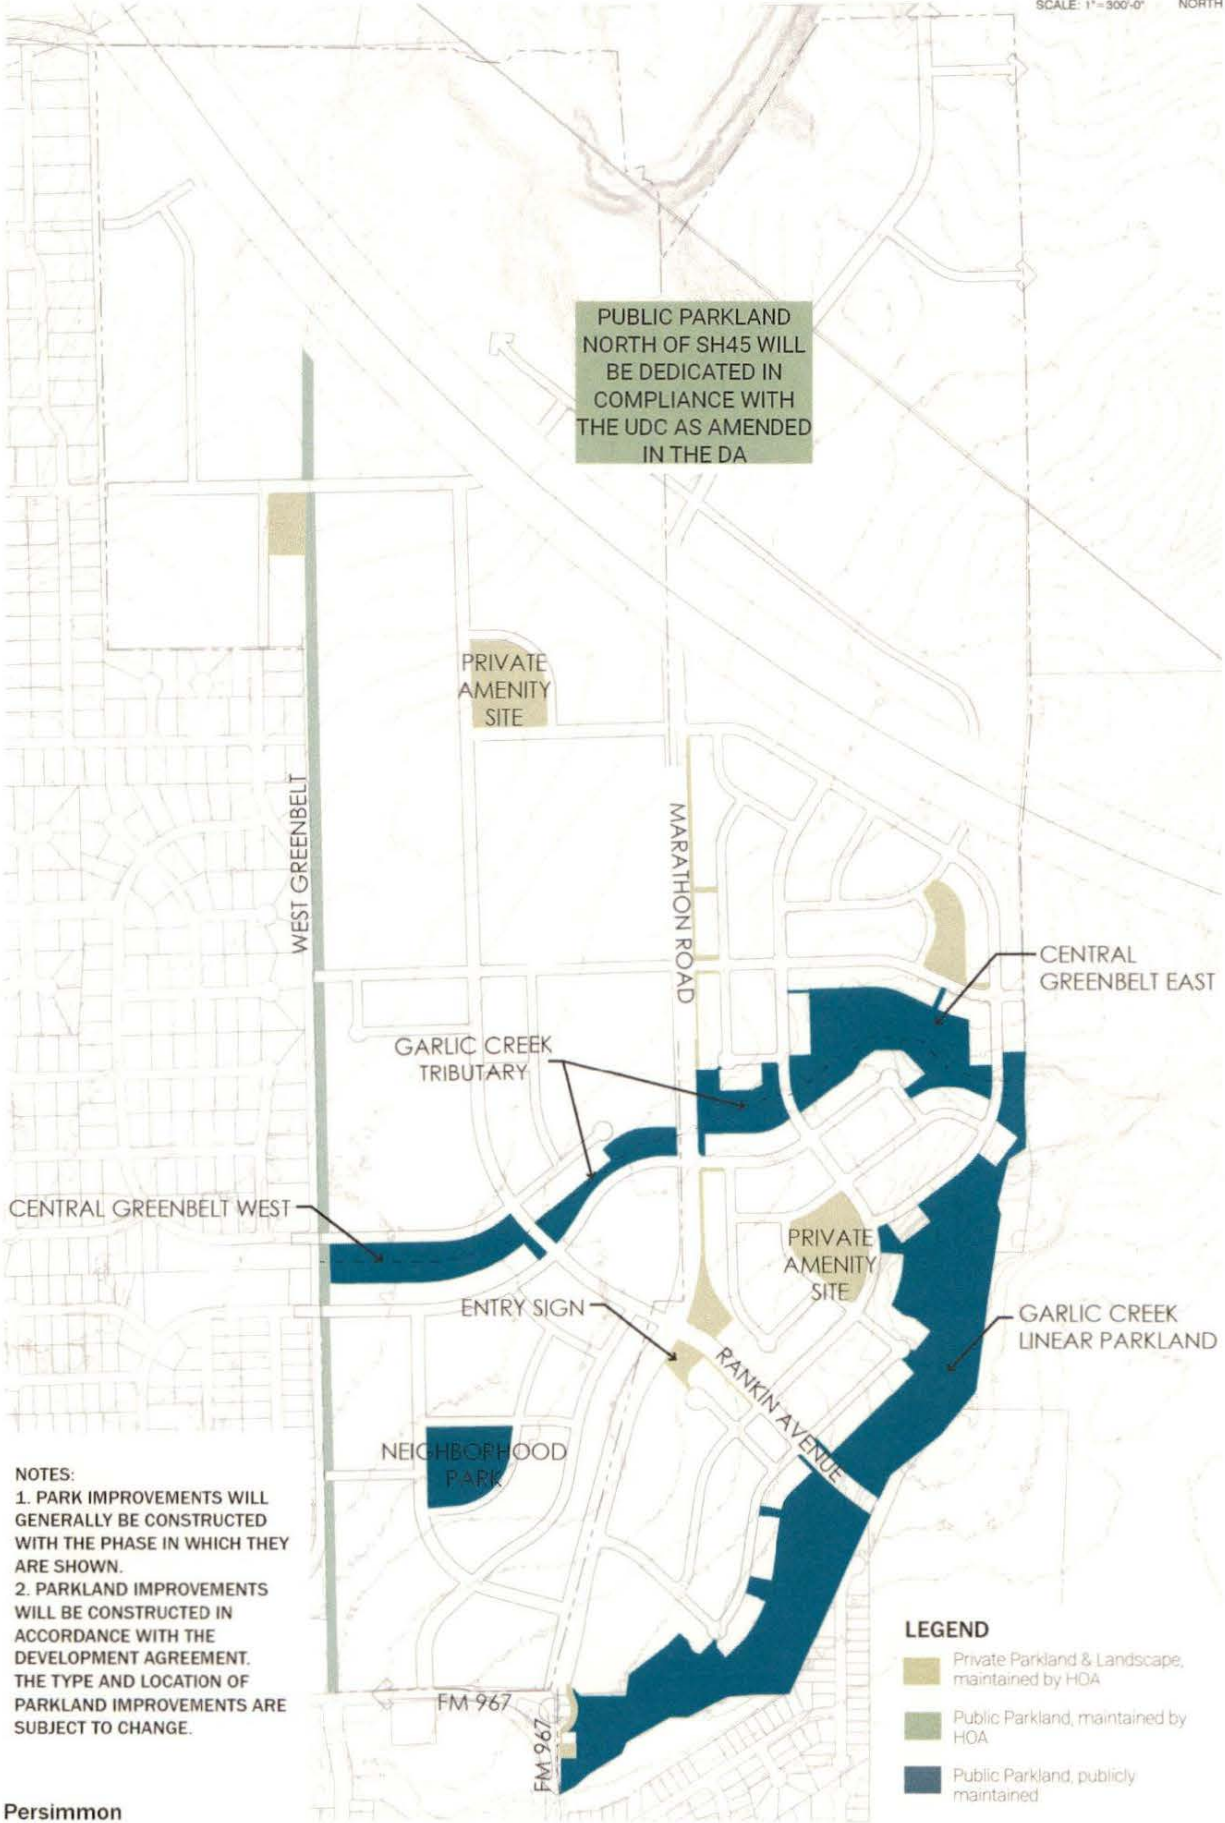 SCALE: 1"=300'-0"
NORTH
PUBLIC PARKLAND
NORTH OF SH45 WILL
BE DEDICATED IN
COMPLIANCE WITH
THE UDC AS AMENDED
IN THE DA
PRIVATE
AMENITY
SITE
WEST GREENBELT
MARATHON ROAD
CENTRAL
GREENBELT EAST
GARLIC CREEK
TRIBUTARY
CENTRAL GREENBELT WEST
PRIVATE
AMENITY
SITE
ENTRY SIGN
GARLIC CREEK
LINEAR PARKLAND
RANKIN AVENUE
NEIGHBORHOOD
PARK
NOTES:
1. PARK IMPROVEMENTS WILL
GENERALLY BE CONSTRUCTED
WITH THE PHASE IN WHICH THEY
ARE SHOWN.
2. PARKLAND IMPROVEMENTS
WILL BE CONSTRUCTED IN
ACCORDANCE WITH THE
DEVELOPMENT AGREEMENT.
THE TYPE AND LOCATION OF
PARKLAND IMPROVEMENTS ARE
SUBJECT TO CHANGE.
FM 967
FM 967
LEGEND
Private Parkland & Landscape,
maintained by HOA
Public Parkland, maintained by
HOA
Public Parkland, publicly
maintained
Persimmon